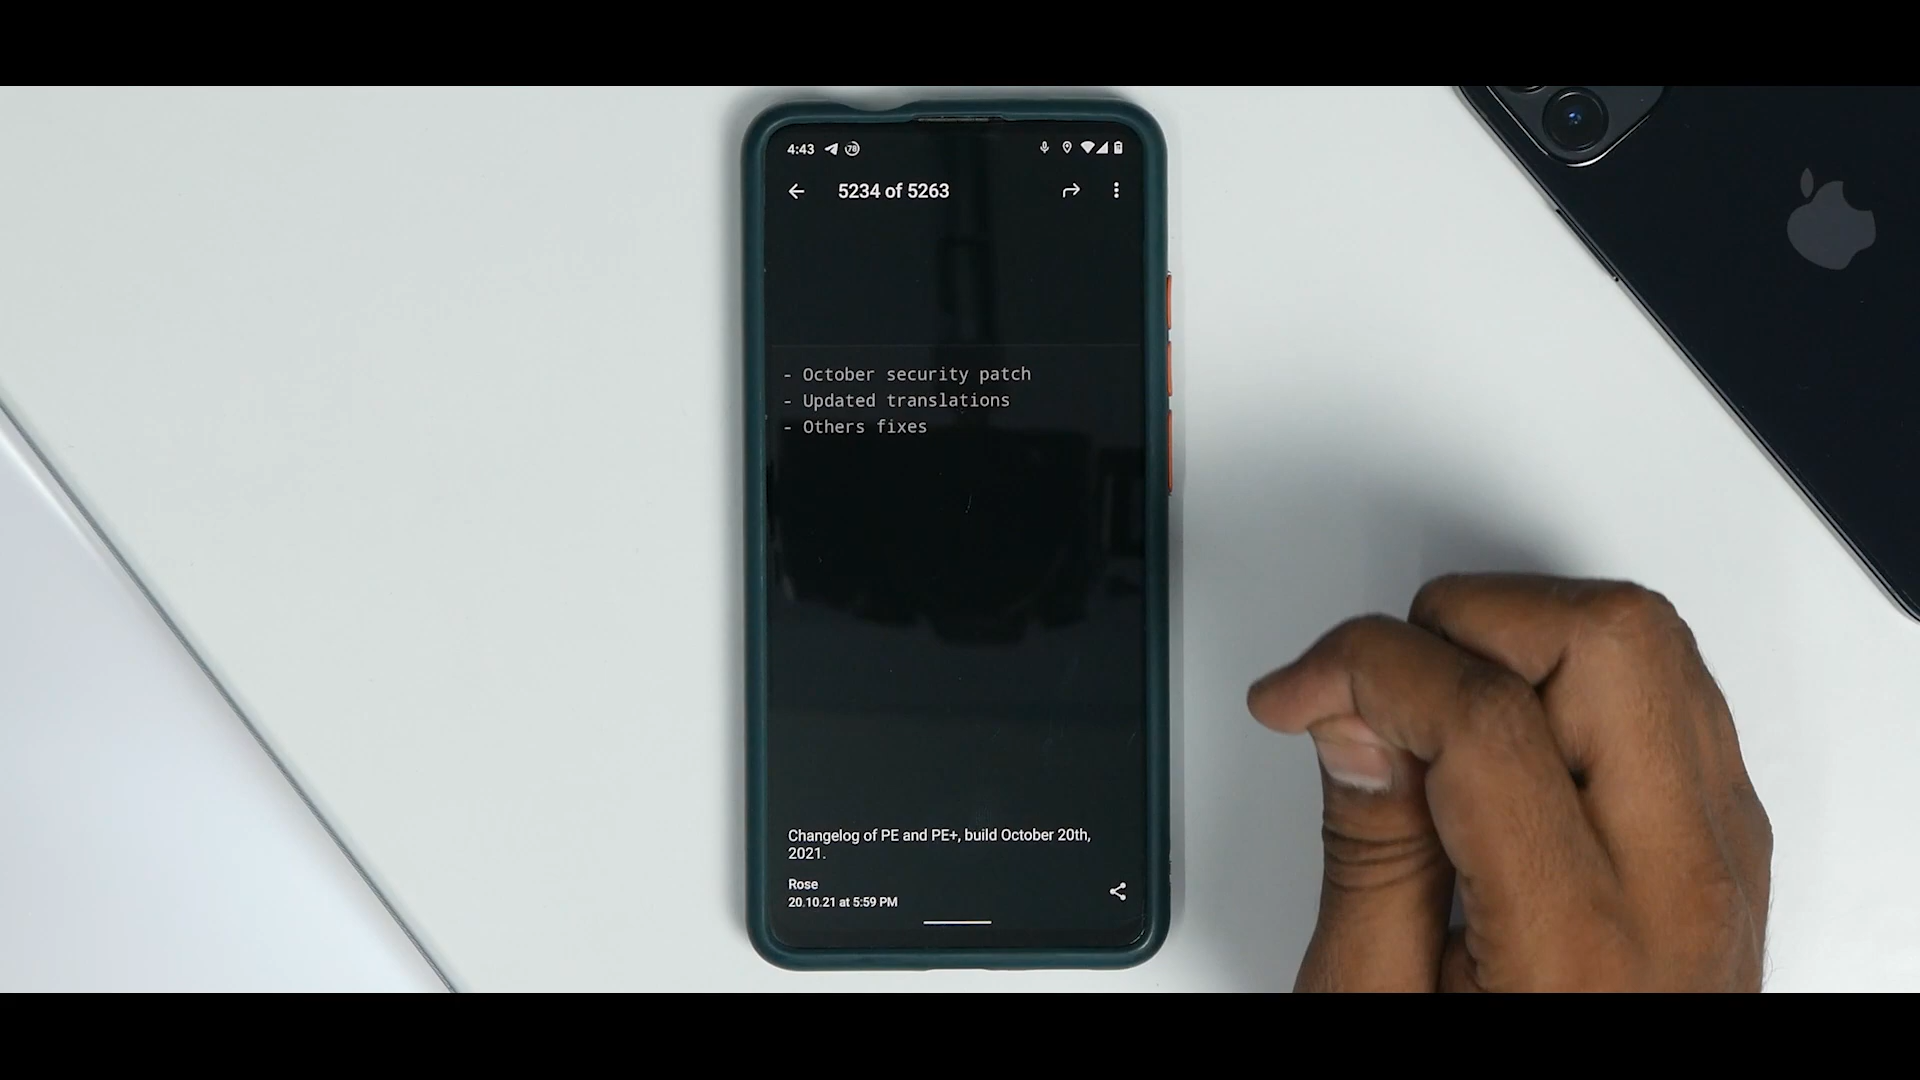 4:43 78
5234 of 5263
- October security patch
- Updated translations
- Others fixes
Changelog of PE and PE+, build October 20th,
2021.
Rose
20.10.21 at 5:59 PM